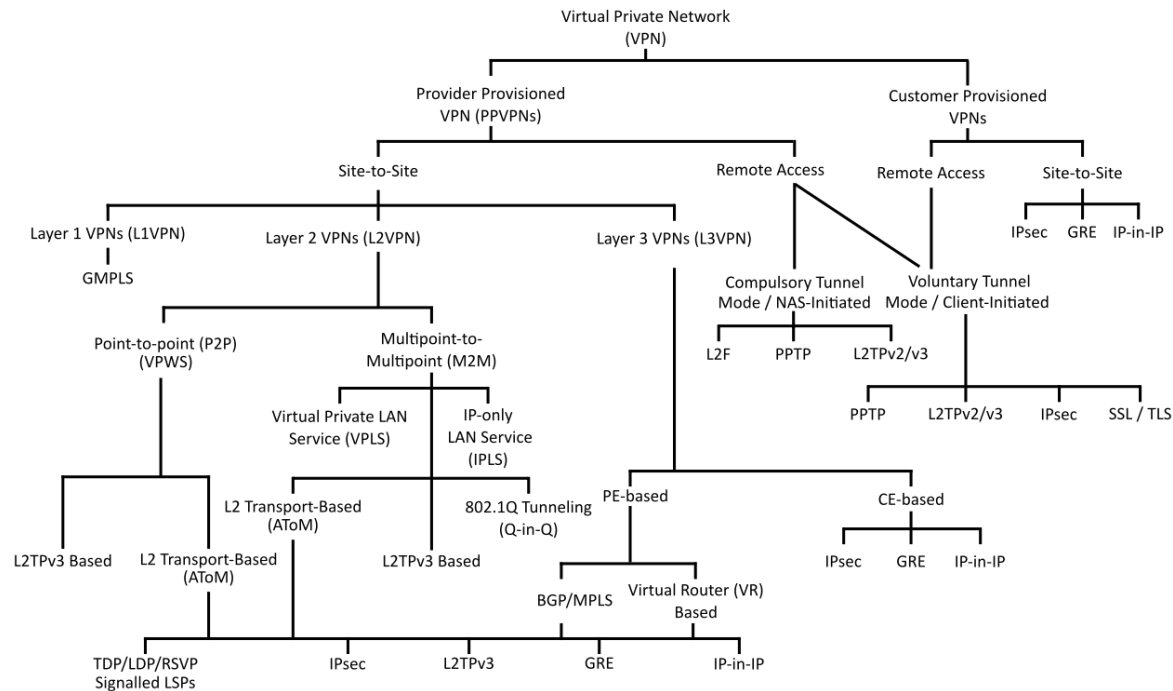 Virtual Private Network
(VPN)
Provider Provisioned
VPN (PPVPNs)
Customer Provisioned
VPNs
Site-to-Site
Remote Access
Remote Access
Site-to-Site
Layer 1 VPNs (L1VPN)
Layer 2 VPNs (L2VPN)
Layer 3 VPNs (L3VPN)
IPsec
GRE
IP-in-IP
GMPLS
Compulsory Tunnel
Mode / NAS-Initiated
Voluntary Tunnel
Mode / Client-Initiated
Point-to-point (P2P)
(VPWS)
Multipoint-to-
Multipoint (M2M)
L2F
PPTP
L2TPv2/v3
Virtual Private LAN
Service (VPLS)
IP-only
LAN Service
(IPLS)
PPTP
L2TPv2/v3
IPsec
SSL / TLS
L2 Transport-Based
(AToM)
802.1Q Tunneling
(Q-in-Q)
PE-based
CE-based
L2TPv3 Based
L2 Transport-Based
(AToM)
L2TPv3 Based
IPsec
GRE
IP-in-IP
BGP/MPLS
Virtual Router (VR)
Based
TDP/LDP/RSVP
Signalled LSPs
IPsec
L2TPv3
GRE
IP-in-IP